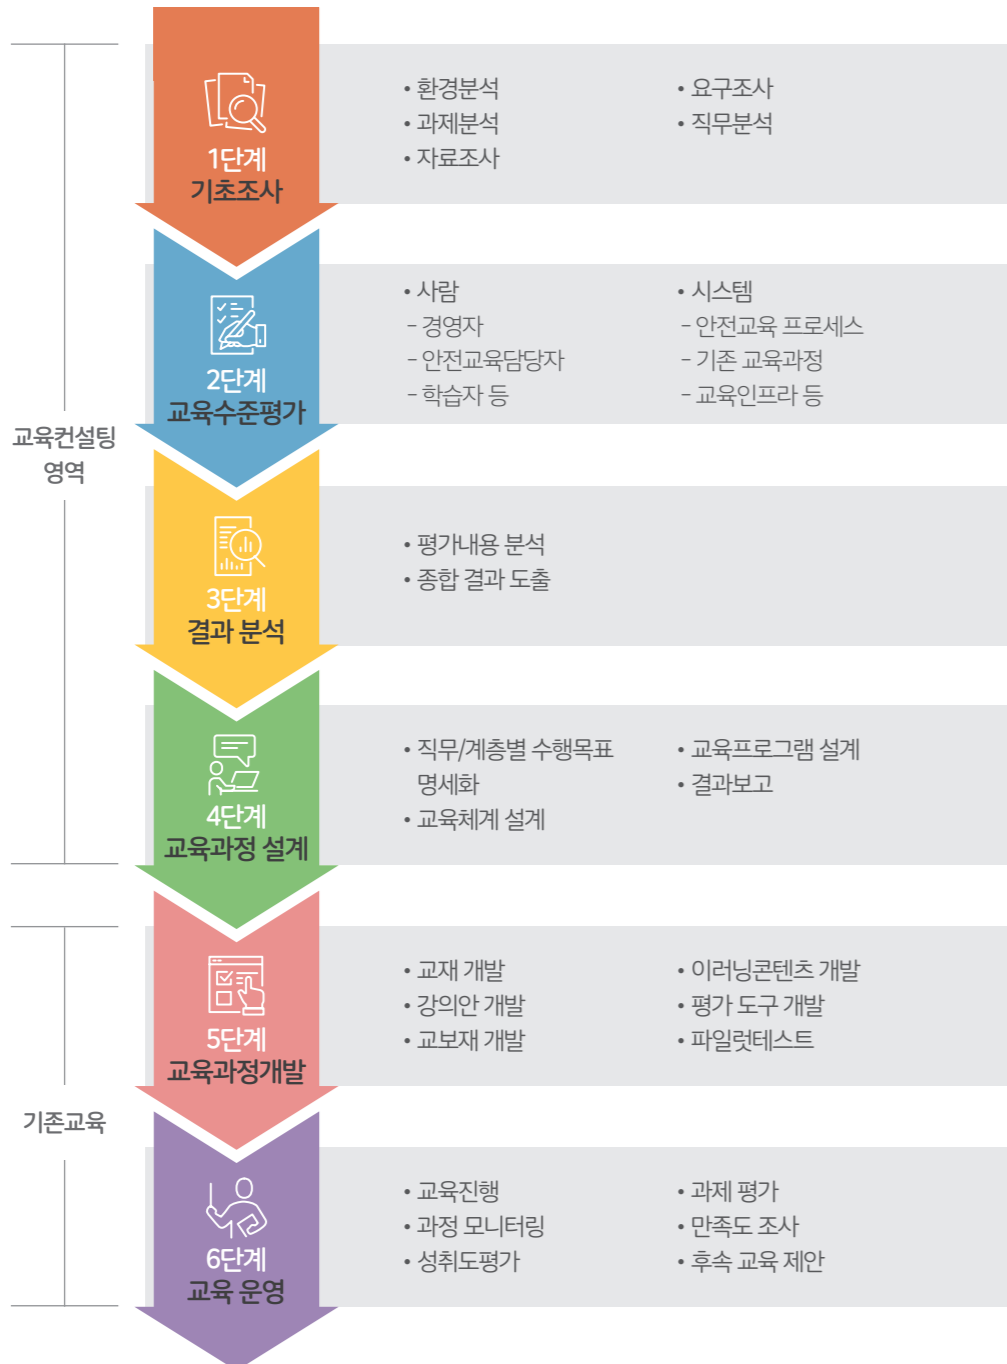 1단계
기초조사
• 환경분석
• 과제분석
• 자료조사
• 요구조사
• 직무분석
2단계
교육수준평가
• 사람
- 경영자
- 안전교육담당자
- 학습자 등
• 시스템
- 안전교육 프로세스
- 기존 교육과정
- 교육인프라 등
교육컨설팅
영역
3단계
결과 분석
• 평가내용 분석
• 종합 결과 도출
4단계
교육과정 설계
• 직무/계층별 수행목표
명세화
• 교육체계 설계
• 교육프로그램 설계
• 결과보고
5단계
교육과정개발
• 교재 개발
• 강의안 개발
• 교보재 개발
• 이러닝콘텐츠 개발
• 평가 도구 개발
• 파일럿테스트
기존교육
6단계
교육 운영
• 교육진행
• 과정 모니터링
• 성취도평가
• 과제 평가
• 만족도 조사
• 후속 교육 제안